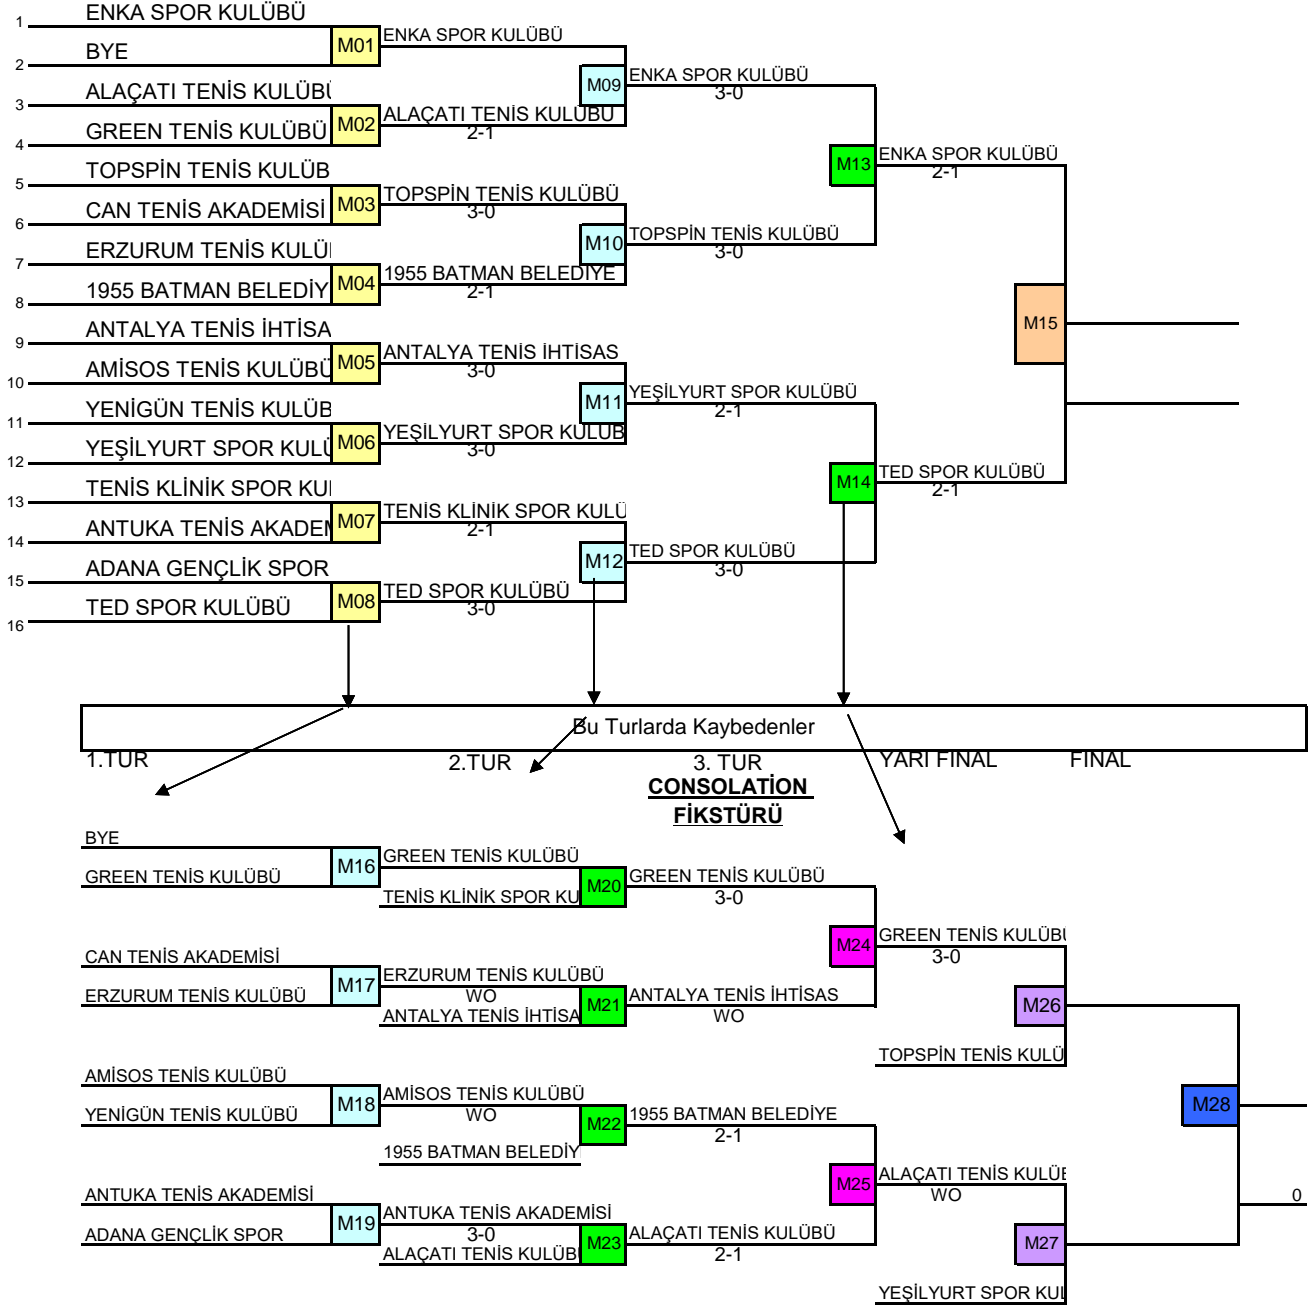 1 ENKA SPOR KULÜBÜ
M01 ENKA SPOR KULÜBÜ
2 BYE
M09 ENKA SPOR KULÜBÜ
3-0
3 ALAÇATI TENİS KULÜBÜ
M02 ALAÇATI TENİS KULÜBÜ
2-1
4 GREEN TENİS KULÜBÜ
M13 ENKA SPOR KULÜBÜ
2-1
5 TOPSPİN TENİS KULÜB
M03 TOPSPİN TENİS KULÜBÜ
3-0
6 CAN TENİS AKADEMİSİ
M10 TOPSPİN TENİS KULÜBÜ
3-0
7 ERZURUM TENİS KULÜ
M04 1955 BATMAN BELEDİYE
2-1
8 1955 BATMAN BELEDİY
M15
9 ANTALYA TENİS İHTİSA
M05 ANTALYA TENİS İHTİSAS
3-0
10 AMİSOS TENİS KULÜBÜ
M11 YEŞİLYURT SPOR KULÜBÜ
2-1
11 YENİGÜN TENİS KULÜB
M06 YEŞİLYURT SPOR KULÜB
3-0
12 YEŞİLYURT SPOR KULÜ
M14 TED SPOR KULÜBÜ
2-1
13 TENİS KLİNİK SPOR KU
M07 TENİS KLİNİK SPOR KULÜ
2-1
14 ANTUKA TENİS AKADEM
M12 TED SPOR KULÜBÜ
3-0
15 ADANA GENÇLİK SPOR
M08 TED SPOR KULÜBÜ
3-0
16 TED SPOR KULÜBÜ
Bu Turlarda Kaybedenler
1.TUR 2.TUR 3. TUR YARI FİNAL FİNAL
CONSOLATİON
FİKSTÜRÜ
BYE
M16 GREEN TENİS KULÜBÜ
GREEN TENİS KULÜBÜ
TENİS KLİNİK SPOR KU
M20 GREEN TENİS KULÜBÜ
3-0
M24 GREEN TENİS KULÜBÜ
3-0
CAN TENİS AKADEMİSİ
M17 ERZURUM TENİS KULÜBÜ
WO
ERZURUM TENİS KULÜBÜ
ANTALYA TENİS İHTİSA
M21 ANTALYA TENİS İHTİSAS
WO
M26
TOPSPİN TENİS KULÜ
AMİSOS TENİS KULÜBÜ
M18 AMİSOS TENİS KULÜBÜ
WO
YENİGÜN TENİS KULÜBÜ
M22 1955 BATMAN BELEDİYE
2-1
1955 BATMAN BELEDİY
M28
M25 ALAÇATI TENİS KULÜB
WO
0
ANTUKA TENİS AKADEMİSİ
M19 ANTUKA TENİS AKADEMİSİ
3-0
ADANA GENÇLİK SPOR
ALAÇATI TENİS KULÜB
M23 ALAÇATI TENİS KULÜBÜ
2-1
M27
YEŞİLYURT SPOR KUL